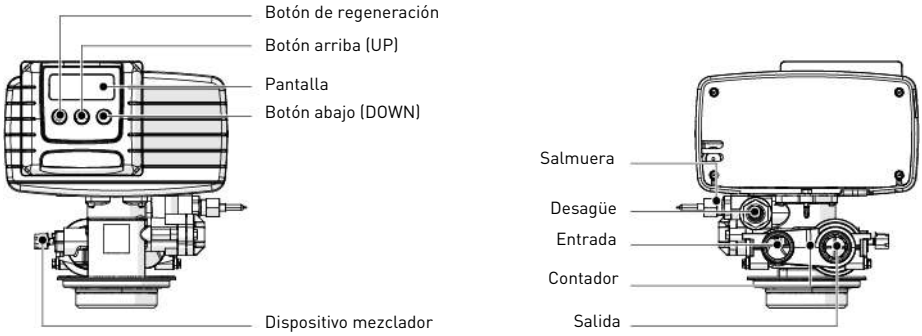 Botón de regeneración
Botón arriba (UP)
Pantalla
Botón abajo (DOWN)
Dispositivo mezclador
Salmuera
Desagüe
Entrada
Contador
Salida